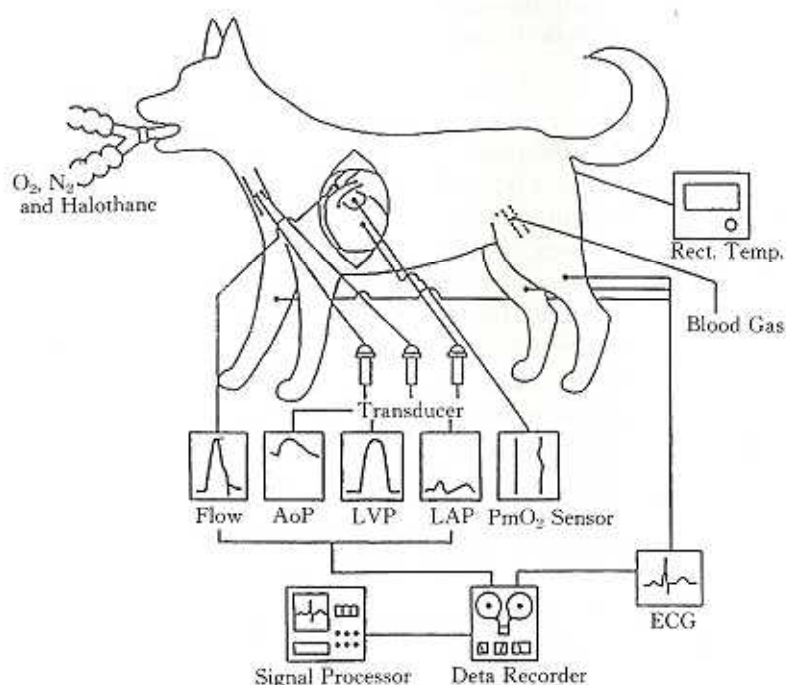 O₂, N₂
and Halothane
Rect. Temp.
Blood Gas
Transducer
Flow AoP LVP LAP PmO₂ Sensor
ECG
Signal Processor Deta Recorder